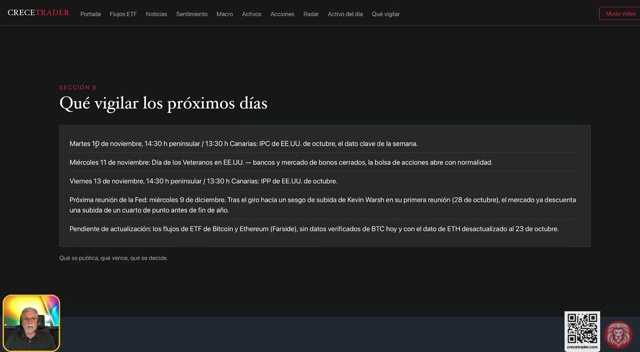 CRECETRADER Portada Flujos ETF Noticias Sentimiento Macro Activos Acciones Radar Activo del día Qué vigilar Modo vídeo
SECCIÓN 8
Qué vigilar los próximos días
Martes 10 de noviembre, 14:30 h peninsular / 13:30 h Canarias: IPC de EE.UU. de octubre, el dato clave de la semana.
Miércoles 11 de noviembre: Día de los Veteranos en EE.UU. — bancos y mercado de bonos cerrados, la bolsa de acciones abre con normalidad.
Viernes 13 de noviembre, 14:30 h peninsular / 13:30 h Canarias: IPP de EE.UU. de octubre.
Próxima reunión de la Fed: miércoles 9 de diciembre. Tras el giro hacia un sesgo de subida de Kevin Warsh en su primera reunión (28 de octubre), el mercado ya descuenta
una subida de un cuarto de punto antes de fin de año.
Pendiente de actualización: los flujos de ETF de Bitcoin y Ethereum (Farside), sin datos verificados de BTC hoy y con el dato de ETH desactualizado al 23 de octubre.
Qué se publica, qué vence, qué se decide.
crecetrader.com